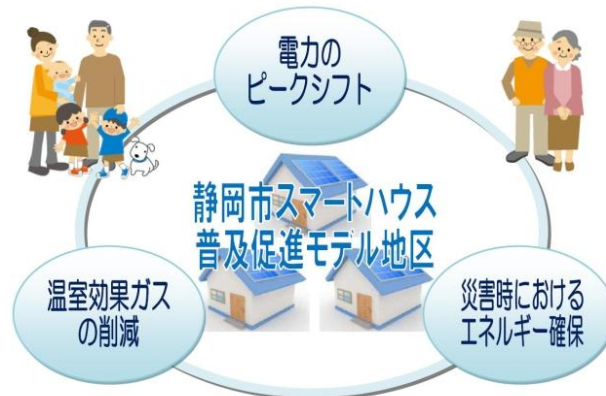 電力の
ピークシフト
静岡市スマートハウス
普及促進モデル地区
温室効果ガス
の削減
災害時における
エネルギー確保